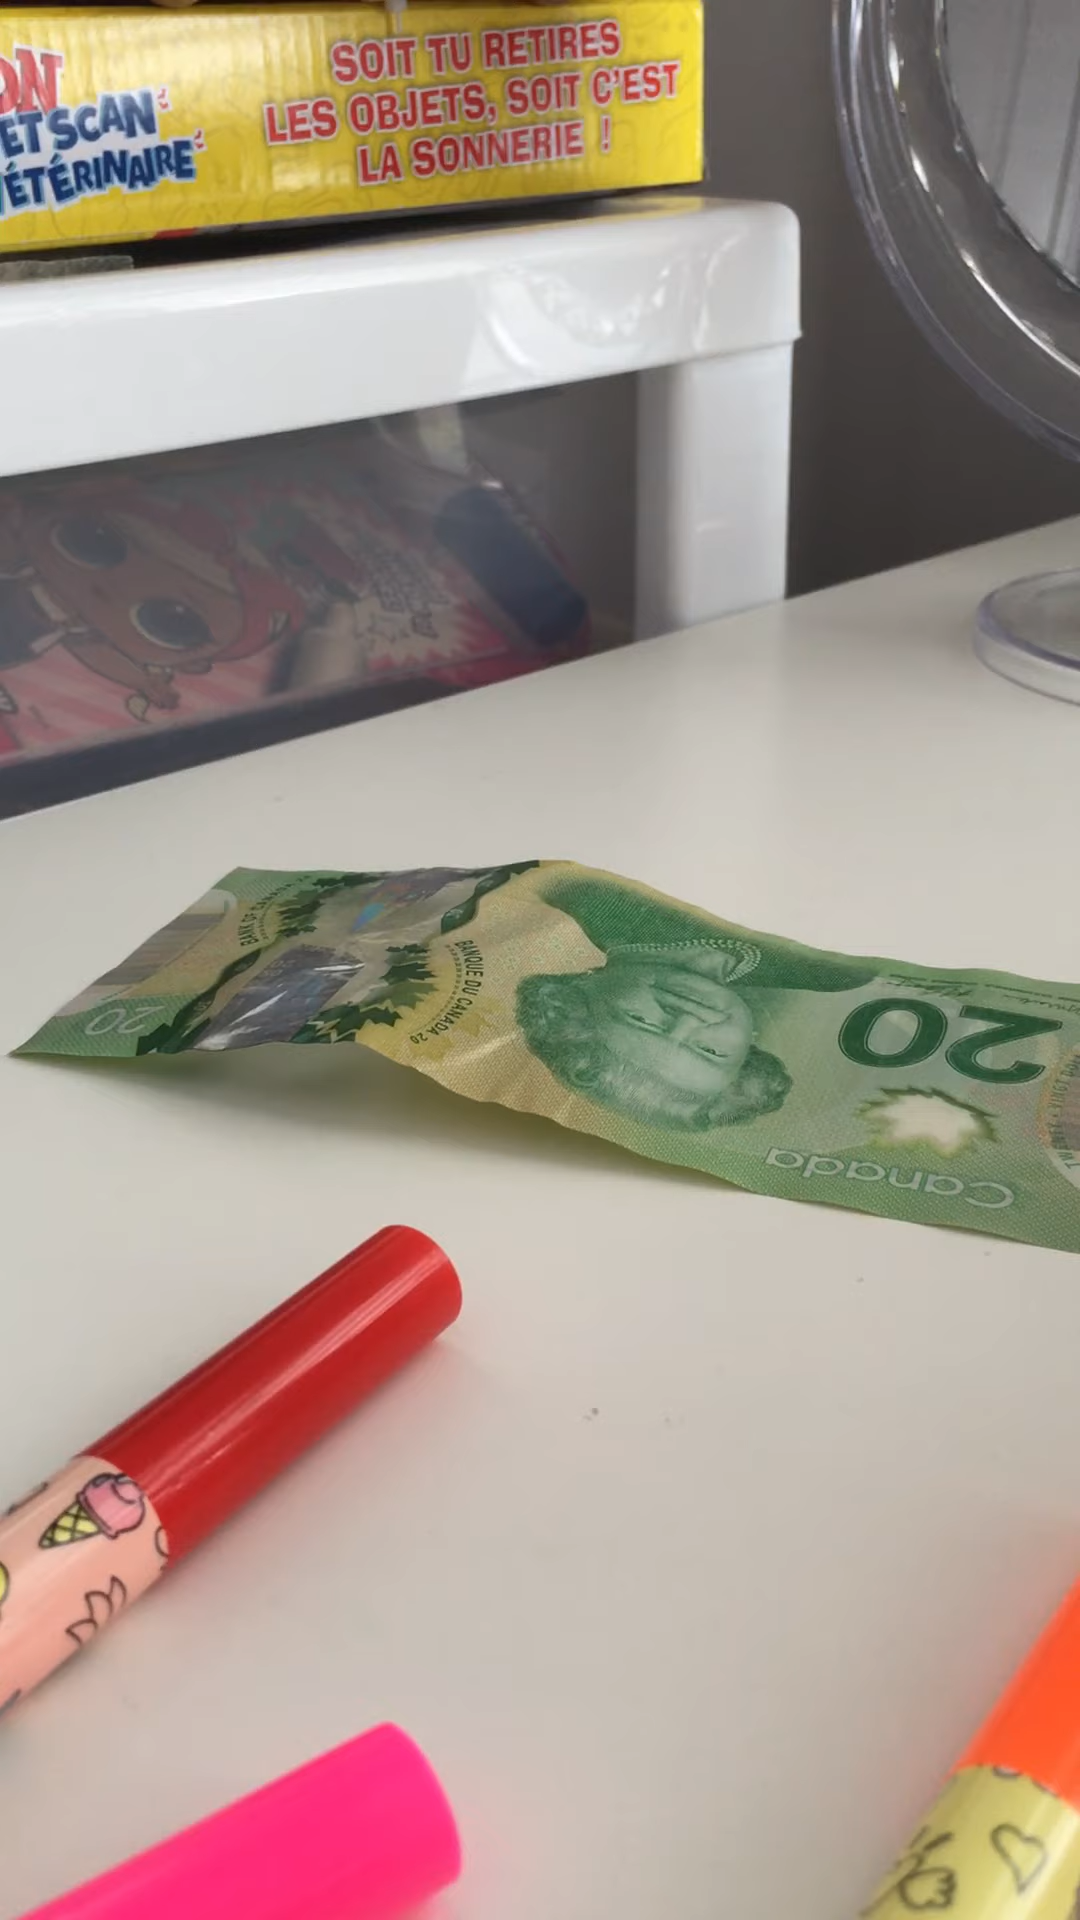 ON
ET SCAN
VÉTÉRINAIRE
SOIT TU RETIRES
LES OBJETS, SOIT C'EST
LA SONNERIE !
BANK OF CANADA
BANQUE DU CANADA 20
20
20
Canada